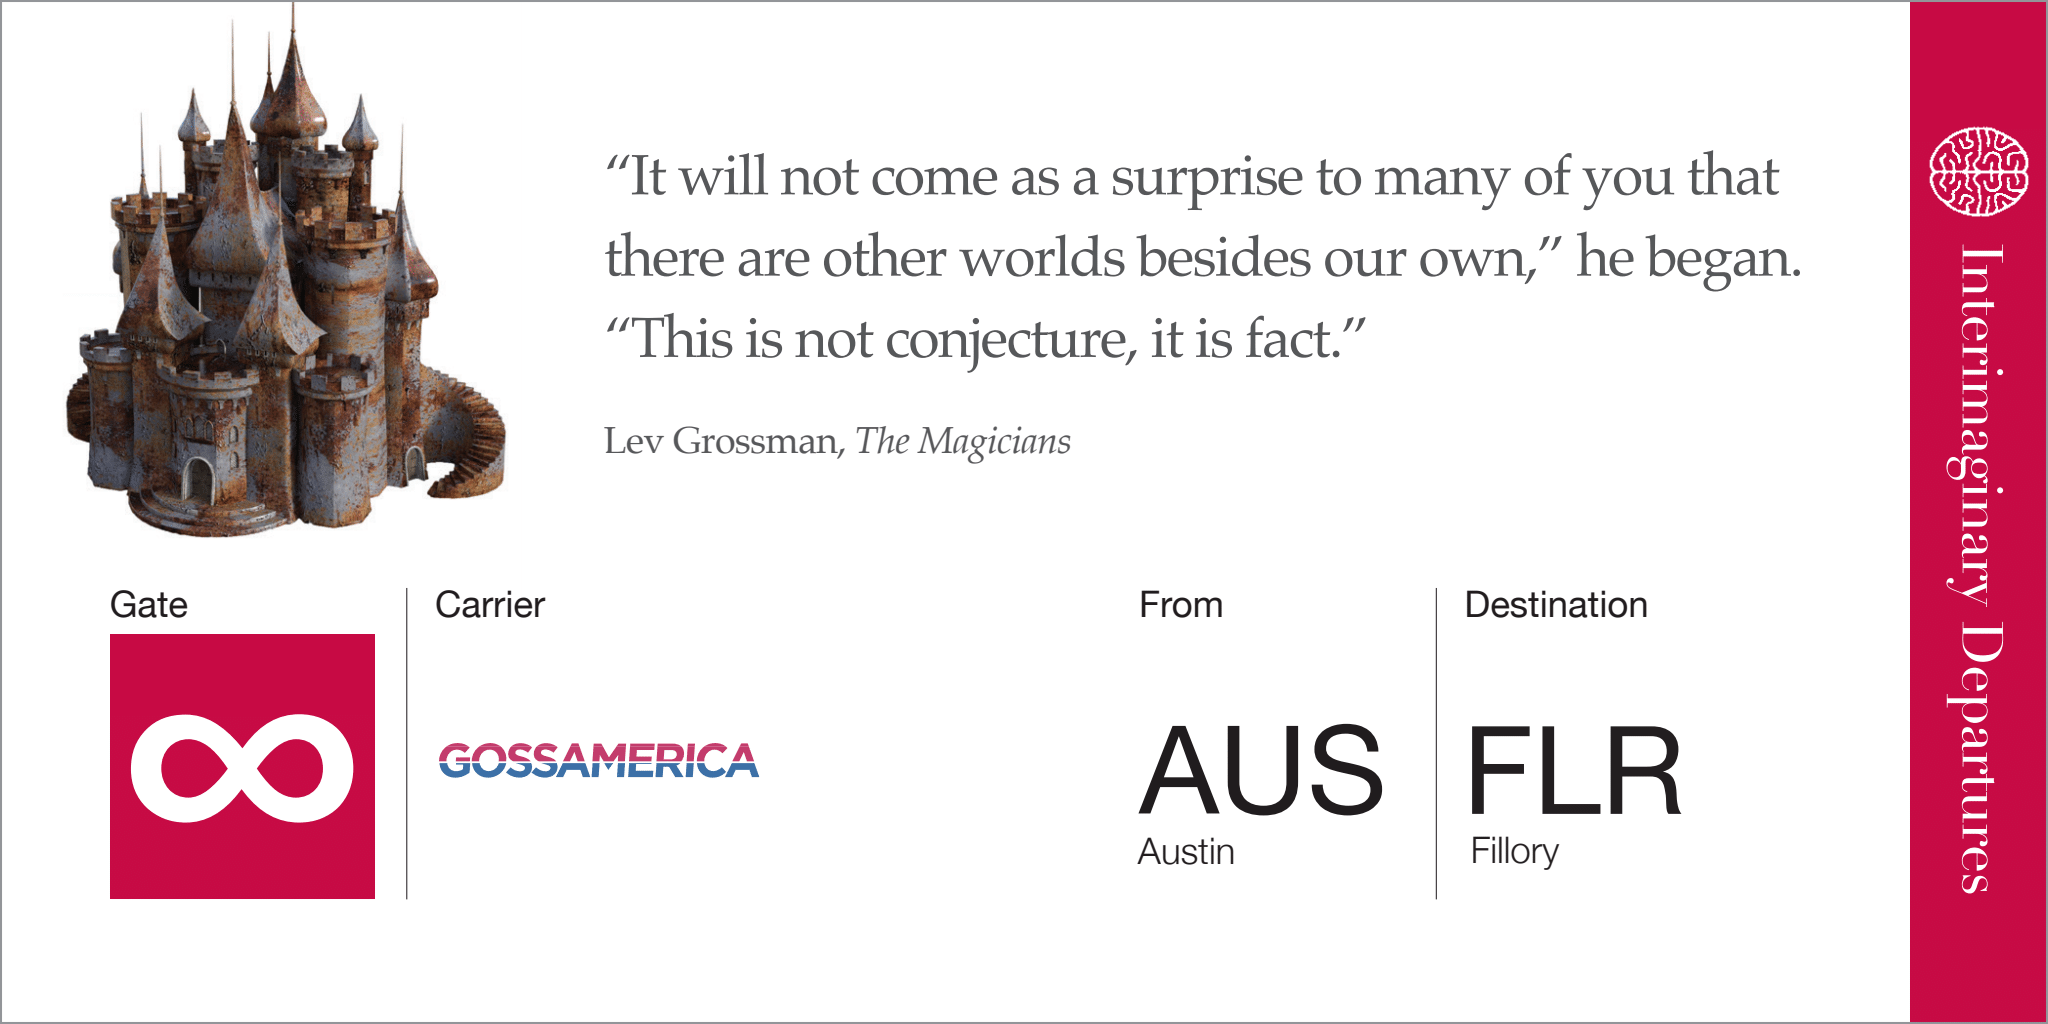 “It will not come as a surprise to many of you that
there are other worlds besides our own,” he began.
“This is not conjecture, it is fact.”
Lev Grossman, The Magicians
Gate
∞
Carrier
GOSSAMERICA
From
AUS
Austin
Destination
FLR
Fillory
Interimaginary Departures